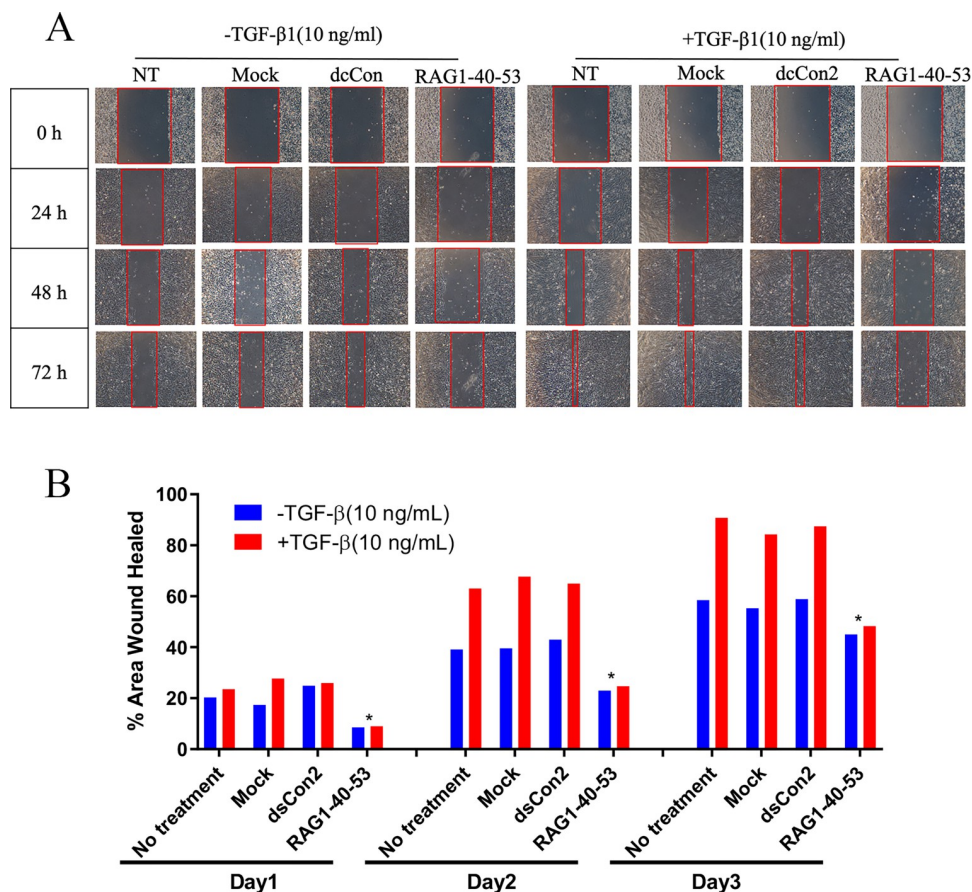 A
-TGF-β1(10 ng/ml)
+TGF-β1(10 ng/ml)
NT Mock dcCon RAG1-40-53 NT Mock dcCon2 RAG1-40-53
0 h
24 h
48 h
72 h
B
% Area Wound Healed
100
80
60
40
20
0
-TGF-β(10 ng/mL)
+TGF-β(10 ng/mL)
* * *
No treatment Mock dsCon2 RAG1-40-53 No treatment Mock dsCon2 RAG1-40-53 No treatment Mock dsCon2 RAG1-40-53
Day1 Day2 Day3